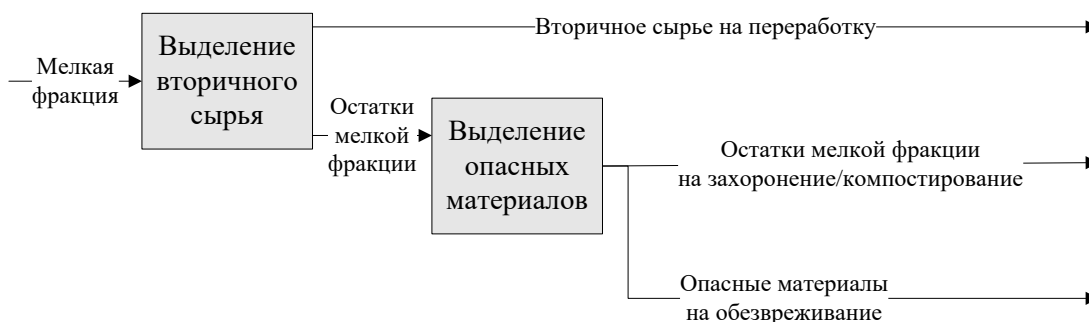 Вторичное сырье на переработку
Мелкая
фракция
Выделение
вторичного
сырья
Остатки
мелкой
фракции
Выделение
опасных
материалов
Остатки мелкой фракции
на захоронение/компостирование
Опасные материалы
на обезвреживание